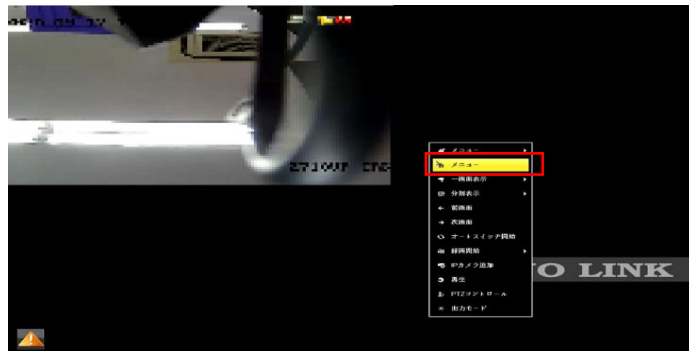 メニュー
メニュー
一画面表示
分割表示
前画面
次画面
オートスイッチ開始
録画開始
IPカメラ追加
再生
PTZコントロール
出力モード
O LINK